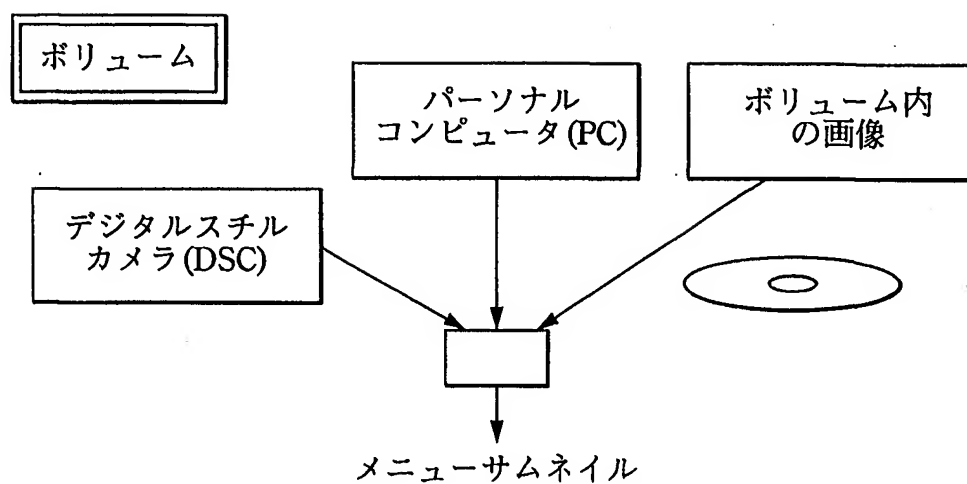 ボリューム
パーソナル
コンピュータ(PC)
ボリューム内
の画像
デジタルスチル
カメラ(DSC)
メニューサムネイル